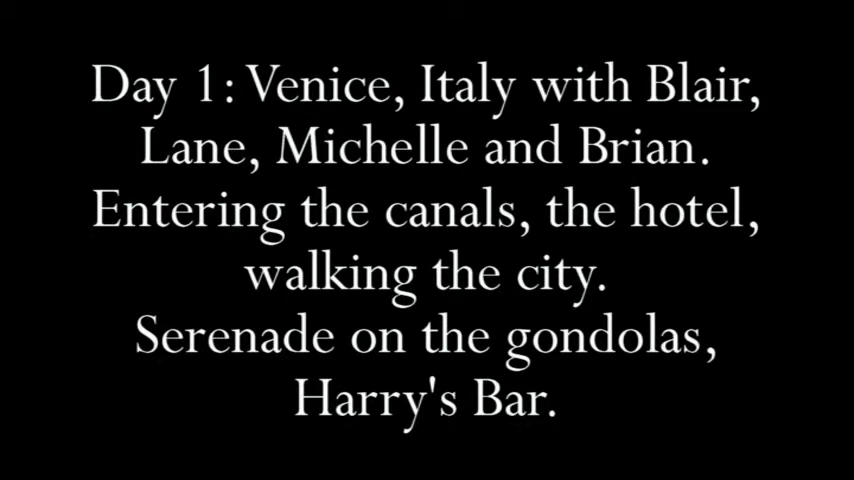 Day 1: Venice, Italy with Blair,
Lane, Michelle and Brian.
Entering the canals, the hotel,
walking the city.
Serenade on the gondolas,
Harry's Bar.